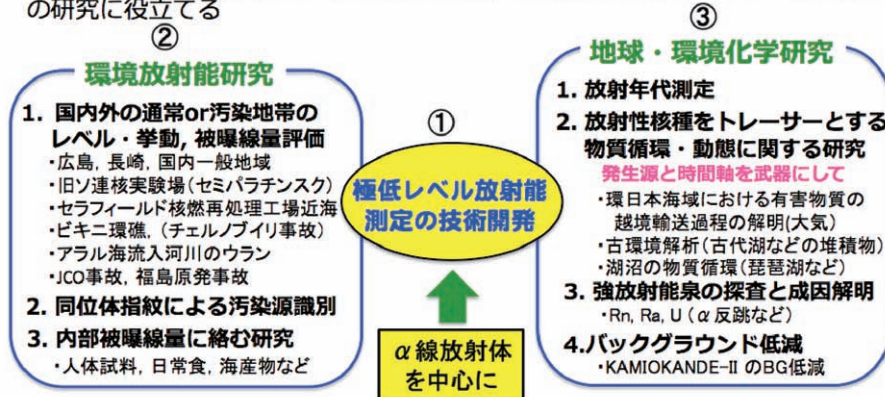 の研究に役立てる
②
環境放射能研究
1. 国内外の通常or汚染地帯の
レベル・挙動, 被曝線量評価
・広島, 長崎, 国内一般地域
・旧ソ連核実験場(セミパラチンスク)
・セラフィールド核燃再処理工場近海
・ビキニ環礁, (チェルノブイリ事故)
・アラル海流入河川のウラン
・JCO事故, 福島原発事故
2. 同位体指紋による汚染源識別
3. 内部被曝線量に絡む研究
・人体試料, 日常食, 海産物など
①
極低レベル放射能
測定の技術開発
α線放射体
を中心に
③
地球・環境化学研究
1. 放射年代測定
2. 放射性核種をトレーサーとする
物質循環・動態に関する研究
発生源と時間軸を武器にして
・環日本海域における有害物質の
越境輸送過程の解明(大気)
・古環境解析(古代湖などの堆積物)
・湖沼の物質循環(琵琶湖など)
3. 強放射能泉の探査と成因解明
・Rn, Ra, U(α反跳など)
4.バックグラウンド低減
・KAMIOKANDE-II のBG低減